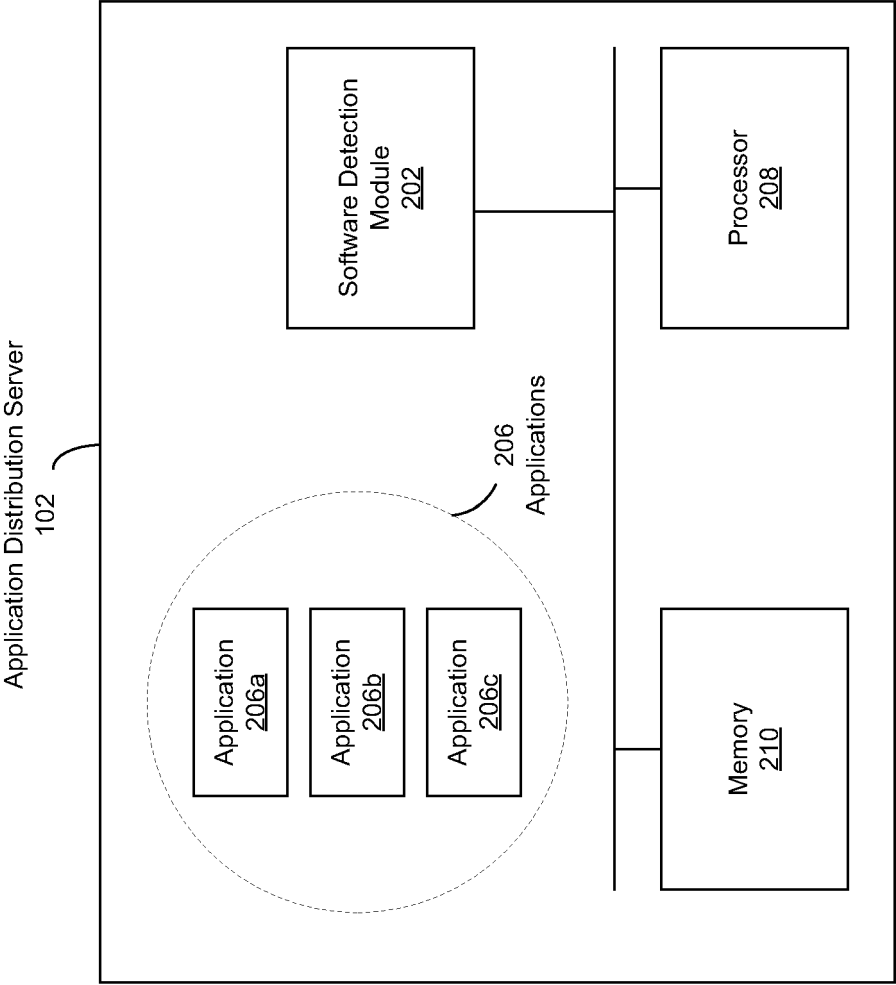 Application Distribution Server
102
Application
206a
Application
206b
Application
206c
206
Applications
Software Detection
Module
202
Memory
210
Processor
208